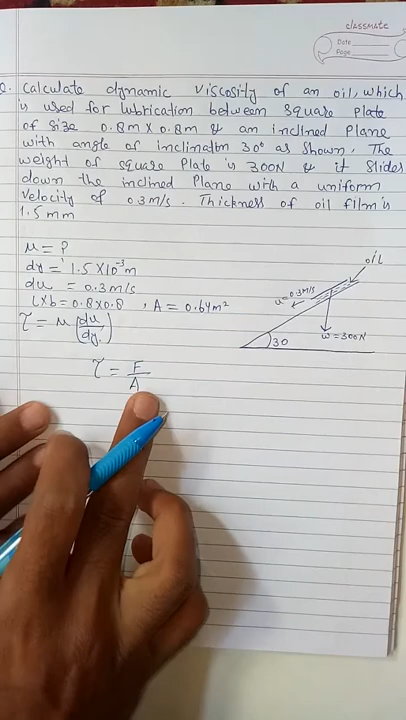 classmate
Date
Page
Q. Calculate dynamic viscosity of an oil, which
is used for lubrication between square plate
of size 0.8m X 0.8m & an inclined plane
with angle of inclination 30° as shown. The
weight of square plate is 300N & it slides
down the inclined plane with a uniform
velocity of 0.3 m/s. Thickness of oil film is
1.5 mm
μ = ?
dy = 1.5 X10⁻³ m
du = 0.3 m/s
l x b = 0.8 x 0.8 , A = 0.64 m²
τ = μ (du/dy)
τ = F/A
oil
u=0.3m/s
w=300N
30